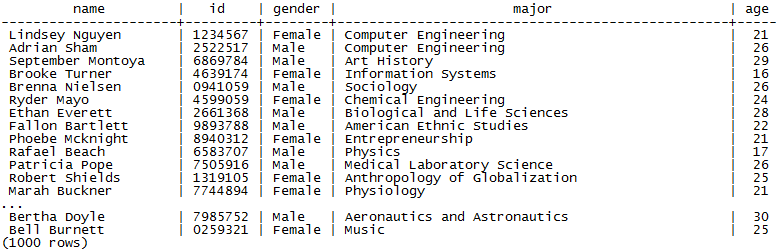 name | id | gender | major | age
Lindsey Nguyen | 1234567 | Female | Computer Engineering | 21
Adrian Sham | 2522517 | Male | Computer Engineering | 26
September Montoya | 6869784 | Male | Art History | 29
Brooke Turner | 4639174 | Female | Information Systems | 16
Brenna Nielsen | 0941059 | Male | Sociology | 26
Ryder Mayo | 4599059 | Female | Chemical Engineering | 24
Ethan Everett | 2661368 | Male | Biological and Life Sciences | 28
Fallon Bartlett | 9893788 | Male | American Ethnic Studies | 22
Phoebe Mcknight | 8940312 | Female | Entrepreneurship | 21
Rafael Beach | 6583707 | Male | Physics | 17
Patricia Pope | 7505916 | Male | Medical Laboratory Science | 26
Robert Shields | 1319105 | Female | Anthropology of Globalization | 25
Marah Buckner | 7744894 | Female | Physiology | 21
...
Bertha Doyle | 7985752 | Male | Aeronautics and Astronautics | 30
Bell Burnett | 0259321 | Female | Music | 25
(1000 rows)